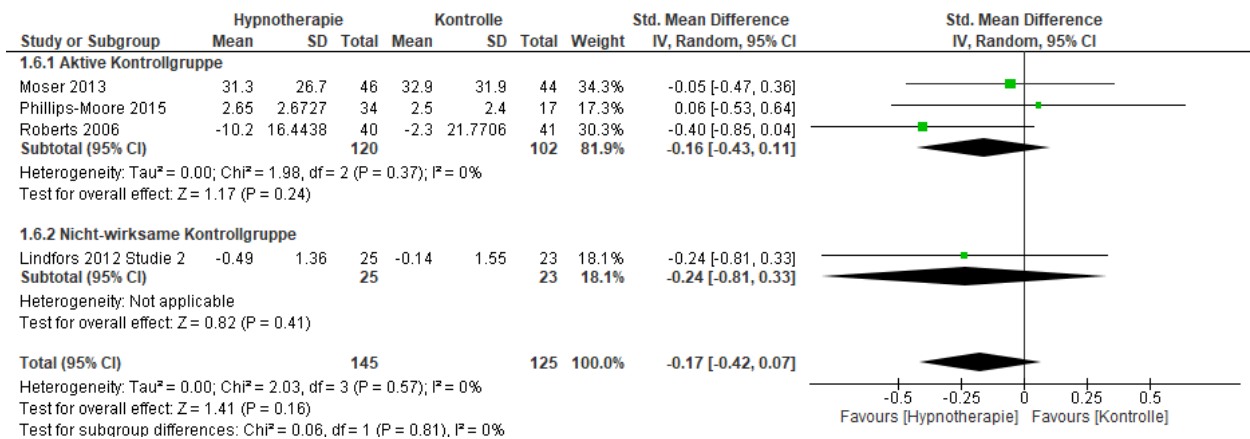 Hypnotherapie Kontrolle Std. Mean Difference Std. Mean Difference
Study or Subgroup Mean SD Total Mean SD Total Weight IV, Random, 95% CI IV, Random, 95% CI
1.6.1 Aktive Kontrollgruppe
Moser 2013 31.3 26.7 46 32.9 31.9 44 34.3% -0.05 [-0.47, 0.36]
Phillips-Moore 2015 2.65 2.6727 34 2.5 2.4 17 17.3% 0.06 [-0.53, 0.64]
Roberts 2006 -10.2 16.4438 40 -2.3 21.7706 41 30.3% -0.40 [-0.85, 0.04]
Subtotal (95% CI) 120 102 81.9% -0.16 [-0.43, 0.11]
Heterogeneity: Tau² = 0.00; Chi² = 1.98, df = 2 (P = 0.37); I² = 0%
Test for overall effect: Z = 1.17 (P = 0.24)
1.6.2 Nicht-wirksame Kontrollgruppe
Lindfors 2012 Studie 2 -0.49 1.36 25 -0.14 1.55 23 18.1% -0.24 [-0.81, 0.33]
Subtotal (95% CI) 25 23 18.1% -0.24 [-0.81, 0.33]
Heterogeneity: Not applicable
Test for overall effect: Z = 0.82 (P = 0.41)
Total (95% CI) 145 125 100.0% -0.17 [-0.42, 0.07]
Heterogeneity: Tau² = 0.00; Chi² = 2.03, df = 3 (P = 0.57); I² = 0%
Test for overall effect: Z = 1.41 (P = 0.16)
Test for subgroup differences: Chi² = 0.06, df = 1 (P = 0.81), I² = 0%
-0.5 -0.25 0 0.25 0.5
Favours [Hypnotherapie] Favours [Kontrolle]